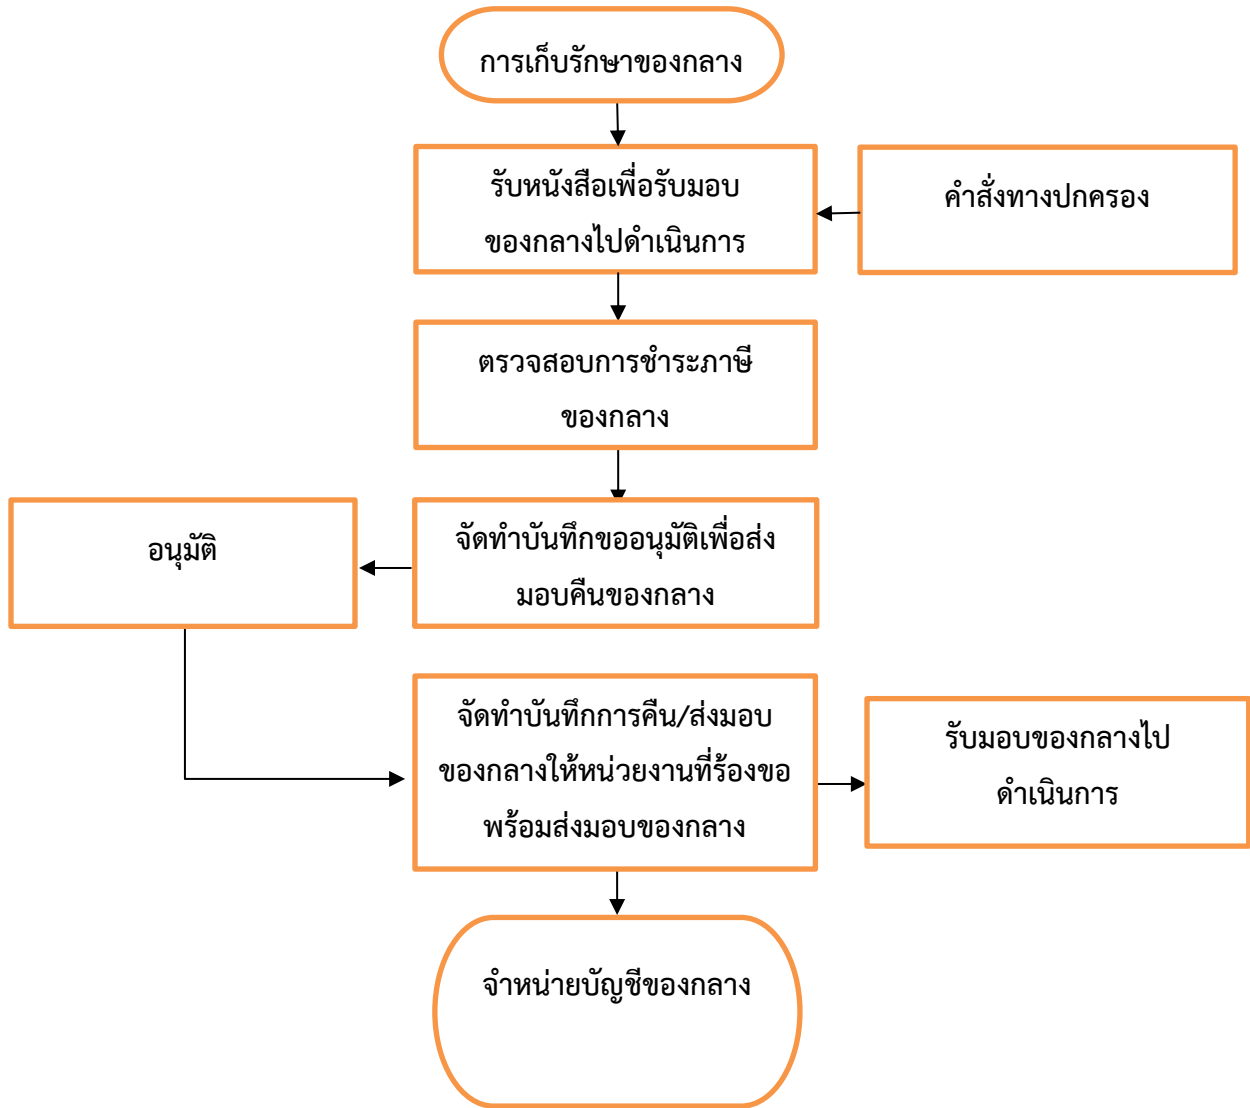 การเก็บรักษาของกลาง
รับหนังสือเพื่อรับมอบ
ของกลางไปดำเนินการ
คำสั่งทางปกครอง
ตรวจสอบการชำระภาษี
ของกลาง
จัดทำบันทึกขออนุมัติเพื่อส่ง
มอบคืนของกลาง
อนุมัติ
จัดทำบันทึกการคืน/ส่งมอบ
ของกลางให้หน่วยงานที่ร้องขอ
พร้อมส่งมอบของกลาง
รับมอบของกลางไป
ดำเนินการ
จำหน่ายบัญชีของกลาง